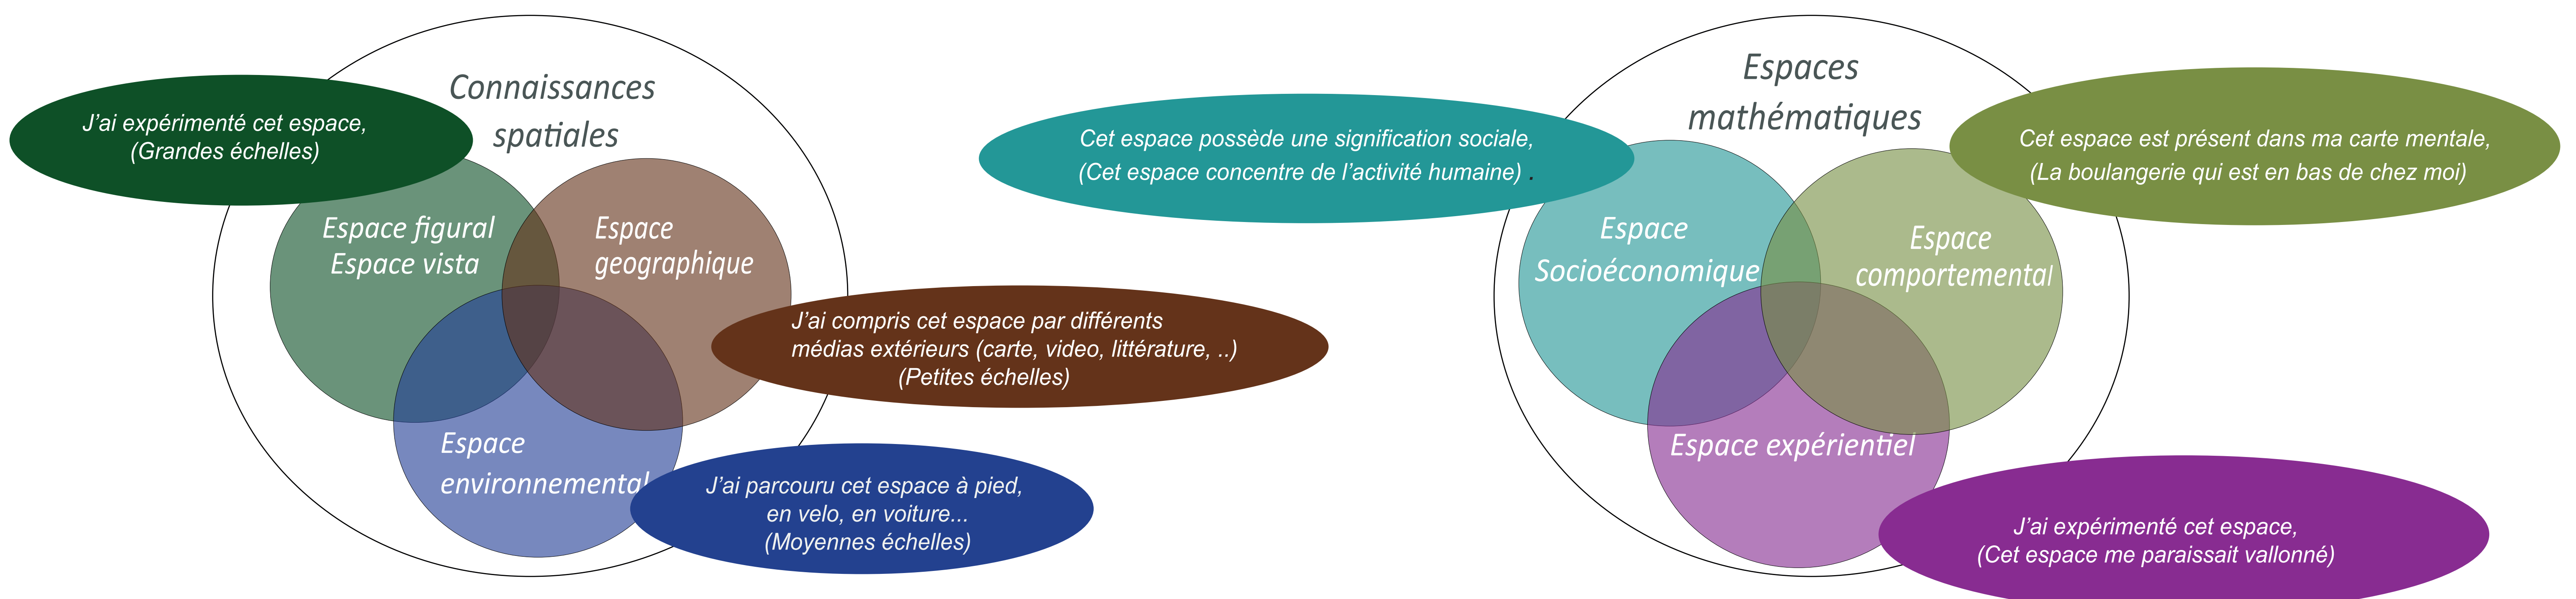 Connaissances
spatiales
J’ai expérimenté cet espace,
(Grandes échelles)
Espace figural
Espace vista
Espace
geographique
J’ai compris cet espace par différents
médias extérieurs (carte, video, littérature, ..)
(Petites échelles)
Espace
environnemental
J’ai parcouru cet espace à pied,
en velo, en voiture...
(Moyennes échelles)
Espaces
mathématiques
Cet espace possède une signification sociale,
(Cet espace concentre de l’activité humaine) .
Cet espace est présent dans ma carte mentale,
(La boulangerie qui est en bas de chez moi)
Espace
Socioéconomique
Espace
comportemental
Espace expérientiel
J’ai expérimenté cet espace,
(Cet espace me paraissait vallonné)